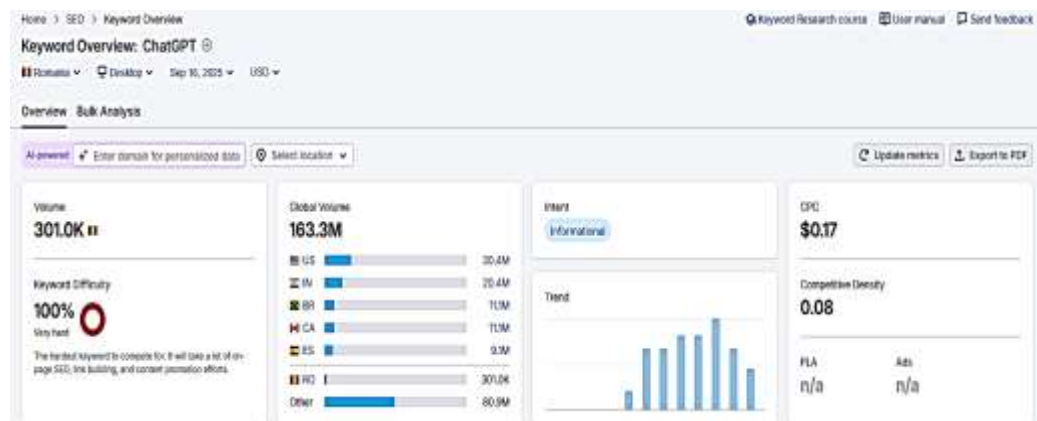 Home > SEO > Keyword Overview
Keyword Research course User manual Send feedback
Keyword Overview: ChatGPT
Romania Desktop Sep 16, 2025 USD
Overview Bulk Analysis
AI-powered Enter domain for personalized data Select location
Update metrics Export to PDF
Volume
301.0K
Keyword Difficulty
100%
Very hard
The hardest keyword to compete for. It will take a lot of on-
page SEO, link building, and content promotion efforts.
Global Volume
163.3M
US 30.4M
IN 20.4M
BR 11.1M
CA 11.1M
ES 9.1M
RO 301.0K
Other 80.9M
Intent
Informational
Trend
CPC
$0.17
Competitive Density
0.08
PLA Ads
n/a n/a